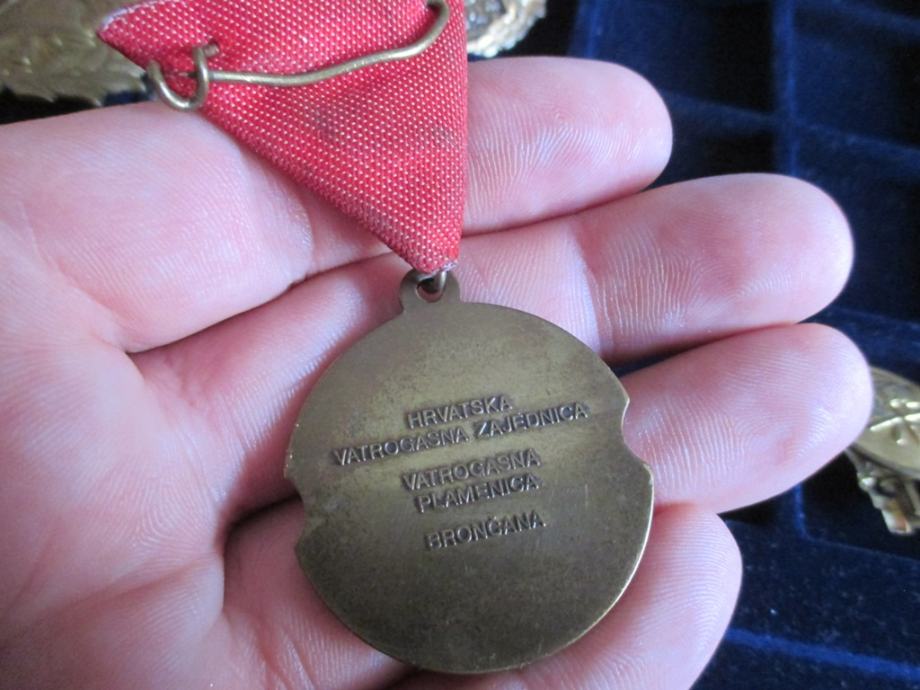 HRVATSKA
VATROGASNA ZAJEDNICA
VATROGASNA
PLAMENICA
BRONČANA